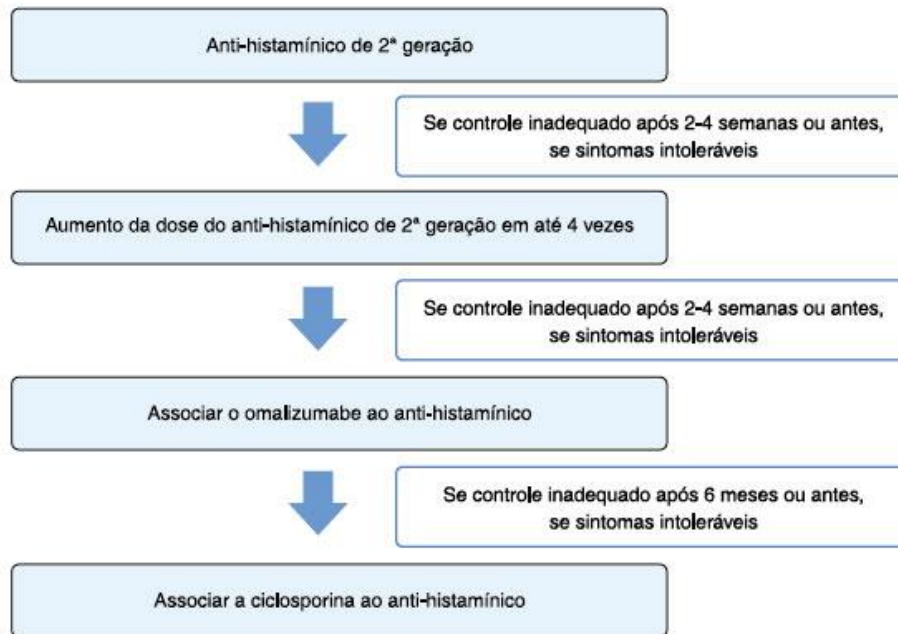 Anti-histamínico de 2ª geração
Se controle inadequado após 2-4 semanas ou antes,
se sintomas intoleráveis
Aumento da dose do anti-histamínico de 2ª geração em até 4 vezes
Se controle inadequado após 2-4 semanas ou antes,
se sintomas intoleráveis
Associar o omalizumabe ao anti-histamínico
Se controle inadequado após 6 meses ou antes,
se sintomas intoleráveis
Associar a ciclosporina ao anti-histamínico